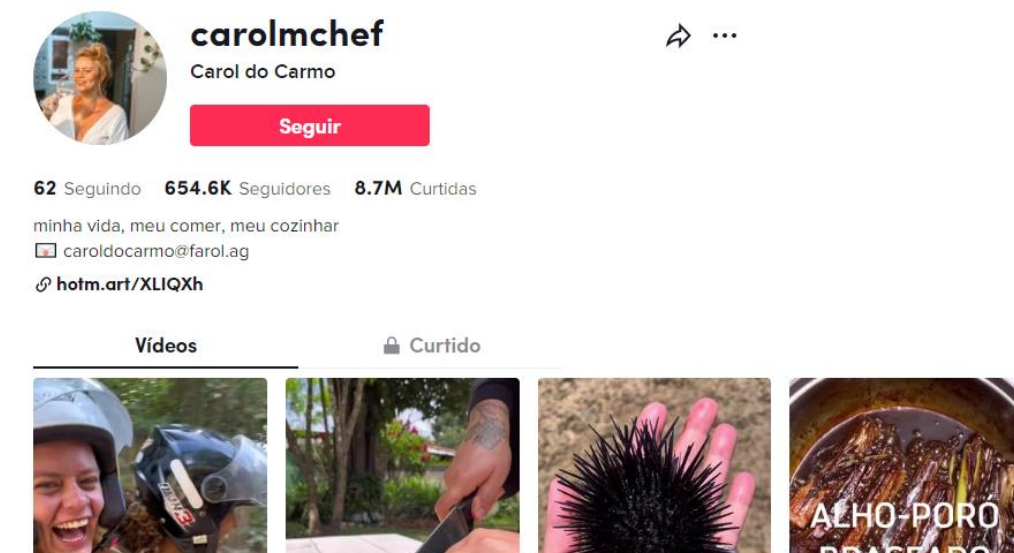 carolmchef
Carol do Carmo
Seguir
62 Seguindo 654.6K Seguidores 8.7M Curtidas
minha vida, meu comer, meu cozinhar
💌 caroldocarmo@farol.ag
hotm.art/XLIQXh
Vídeos Curtido
ALHO-PORÓ